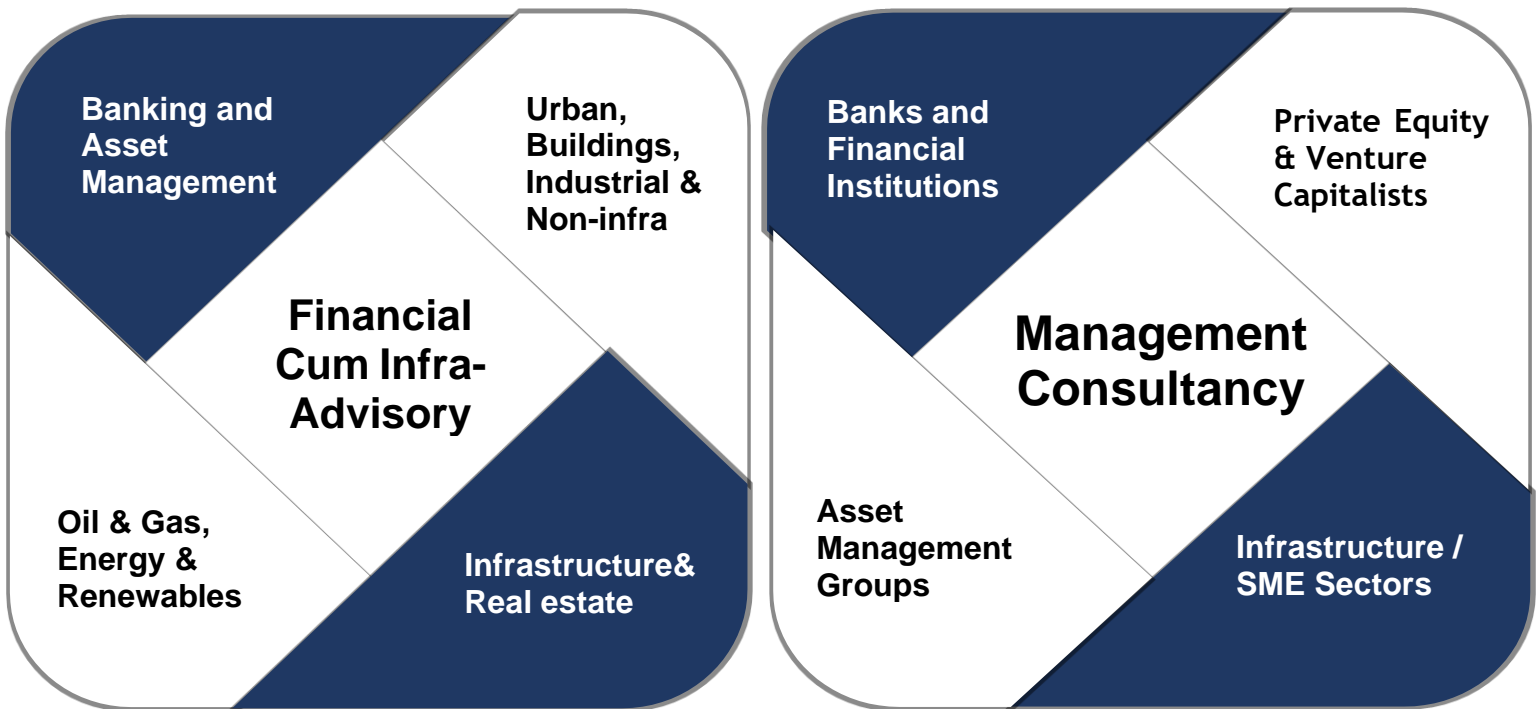 Banking and
Asset
Management
Urban,
Buildings,
Industrial &
Non-infra
Financial
Cum Infra-
Advisory
Oil & Gas,
Energy &
Renewables
Infrastructure&
Real estate
Banks and
Financial
Institutions
Private Equity
& Venture
Capitalists
Management
Consultancy
Asset
Management
Groups
Infrastructure /
SME Sectors